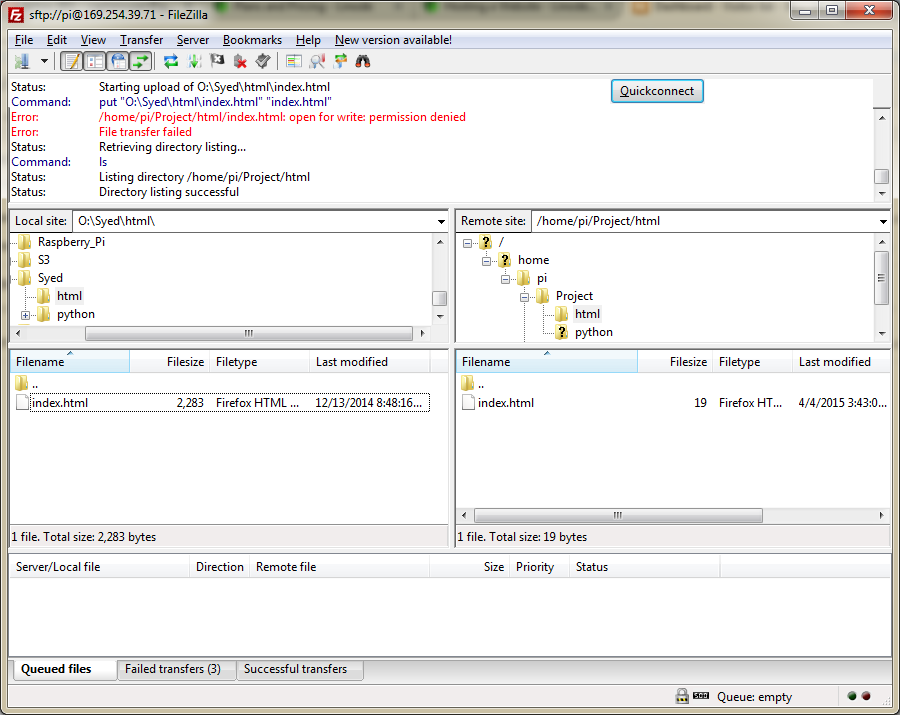 sftp://pi@169.254.39.71 - FileZilla
File Edit View Transfer Server Bookmarks Help New version available!
Quickconnect
Status: Starting upload of O:\Syed\html\index.html
Command: put "O:\Syed\html\index.html" "index.html"
Error: /home/pi/Project/html/index.html: open for write: permission denied
Error: File transfer failed
Status: Retrieving directory listing...
Command: ls
Status: Listing directory /home/pi/Project/html
Status: Directory listing successful
Local site: O:\Syed\html\
Raspberry_Pi
S3
Syed
html
python
Remote site: /home/pi/Project/html
/
home
pi
Project
html
python
Filename Filesize Filetype Last modified
..
index.html 2,283 Firefox HTML ... 12/13/2014 8:48:16...
1 file. Total size: 2,283 bytes
Filename Filesize Filetype Last modified
..
index.html 19 Firefox HT... 4/4/2015 3:43:0...
1 file. Total size: 19 bytes
Server/Local file Direction Remote file Size Priority Status
Queued files Failed transfers (3) Successful transfers
Queue: empty